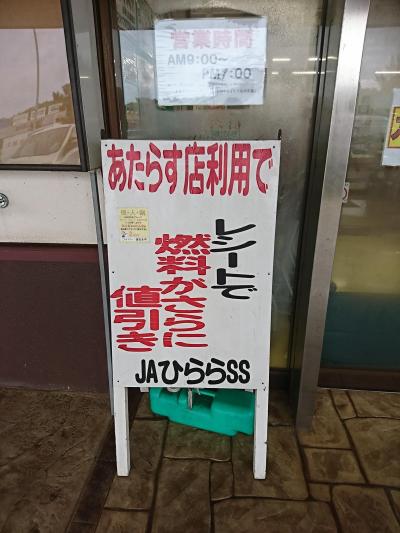 営業時間
AM9:00〜
PM7:00
あたらす店利用で
レシートで
燃料がさらに
値引き
JAひららSS